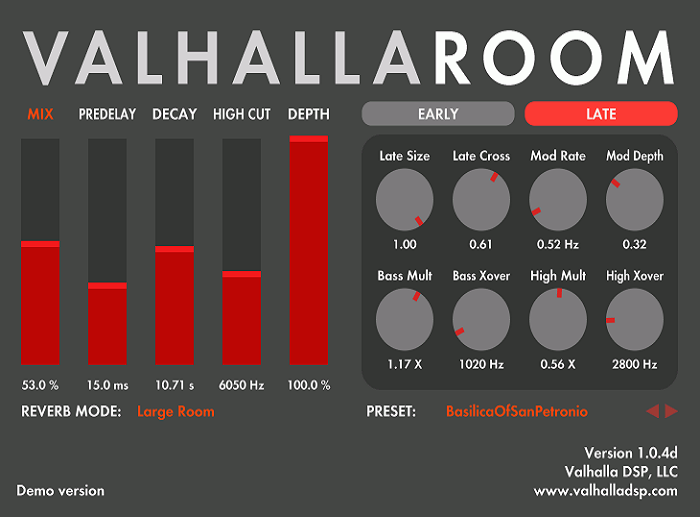 VALHALLAROOM
MIX PREDELAY DECAY HIGH CUT DEPTH
53.0 % 15.0 ms 10.71 s 6050 Hz 100.0 %
REVERB MODE: Large Room
EARLY LATE
Late Size Late Cross Mod Rate Mod Depth
1.00 0.61 0.52 Hz 0.32
Bass Mult Bass Xover High Mult High Xover
1.17 X 1020 Hz 0.56 X 2800 Hz
PRESET: BasilicaOfSanPetronio
Demo version
Version 1.0.4d
Valhalla DSP, LLC
www.valhalladsp.com